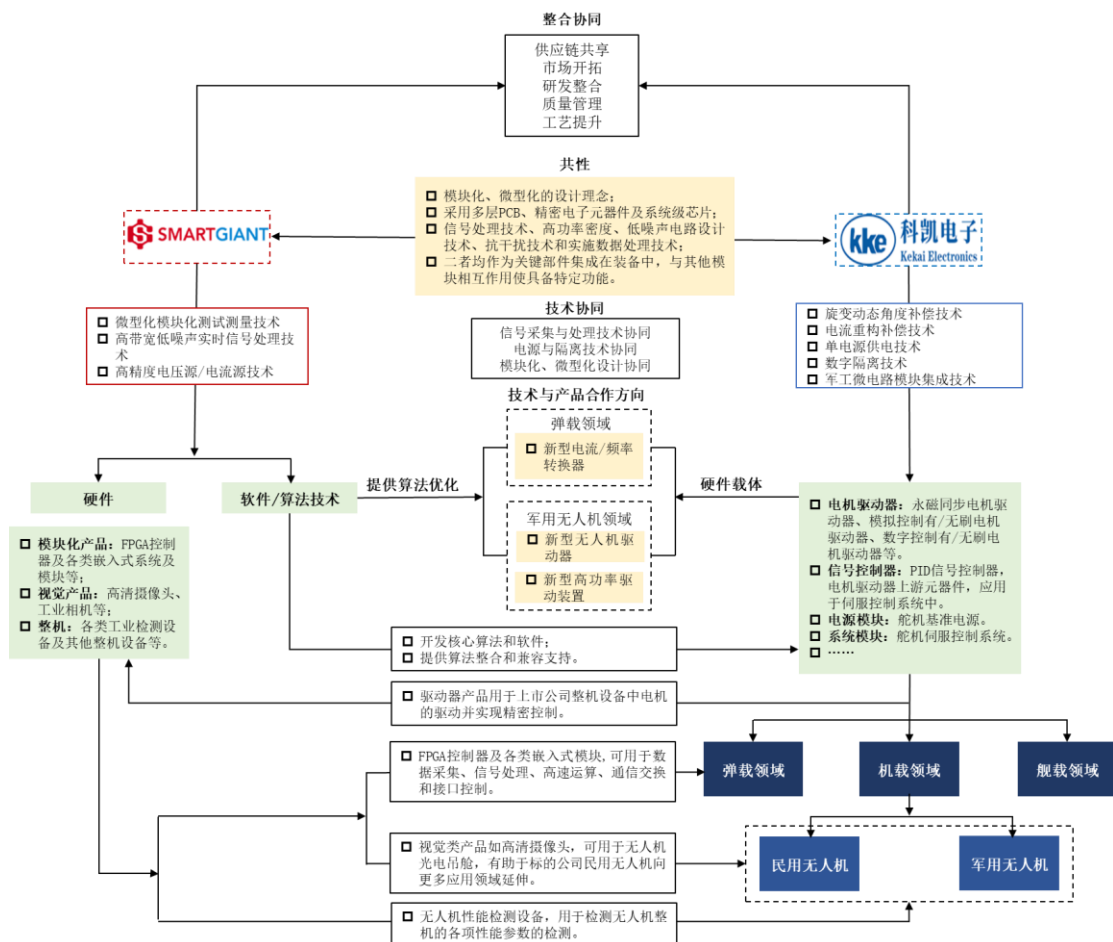 整合协同
供应链共享
市场开拓
研发整合
质量管理
工艺提升
共性
模块化、微型化的设计理念；
采用多层PCB、精密电子元器件及系统级芯片；
信号处理技术、高功率密度、低噪声电路设计
技术、抗干扰技术和实施数据处理技术；
二者均作为关键部件集成在装备中，与其他模
块相互作用使具备特定功能。
SMARTGIANT
kke
科凯电子
Kekai Electronics
微型化模块化测试测量技术
高带宽低噪声实时信号处理技
术
高精度电压源/电流源技术
技术协同
信号采集与处理技术协同
电源与隔离技术协同
模块化、微型化设计协同
旋变动态角度补偿技术
电流重构补偿技术
单电源供电技术
数字隔离技术
军工微电路模块集成技术
技术与产品合作方向
弹载领域
新型电流/频率
转换器
军用无人机领域
新型无人机驱
动器
新型高功率驱
动装置
硬件
软件/算法技术
提供算法优化
硬件载体
模块化产品：FPGA控制
器及各类嵌入式系统及
模块等；
视觉产品：高清摄像头、
工业相机等；
整机：各类工业检测设
备及其他整机设备等。
电机驱动器：永磁同步电机驱
动器、模拟控制有/无刷电机
驱动器、数字控制有/无刷电
机驱动器等。
信号控制器：PID信号控制器，
电机驱动器上游元器件，应用
于伺服控制系统中。
电源模块：舵机基准电源。
系统模块：舵机伺服控制系统。
……
开发核心算法和软件；
提供算法整合和兼容支持。
驱动器产品用于上市公司整机设备中电机
的驱动并实现精密控制。
FPGA控制器及各类嵌入式模块，可用于数
据采集、信号处理、高速运算、通信交换
和接口控制。
弹载领域
机载领域
舰载领域
视觉类产品如高清摄像头，可用于无人机
光电吊舱，有助于标的公司民用无人机向
更多应用领域延伸。
民用无人机
军用无人机
无人机性能检测设备，用于检测无人机整
机的各项性能参数的检测。